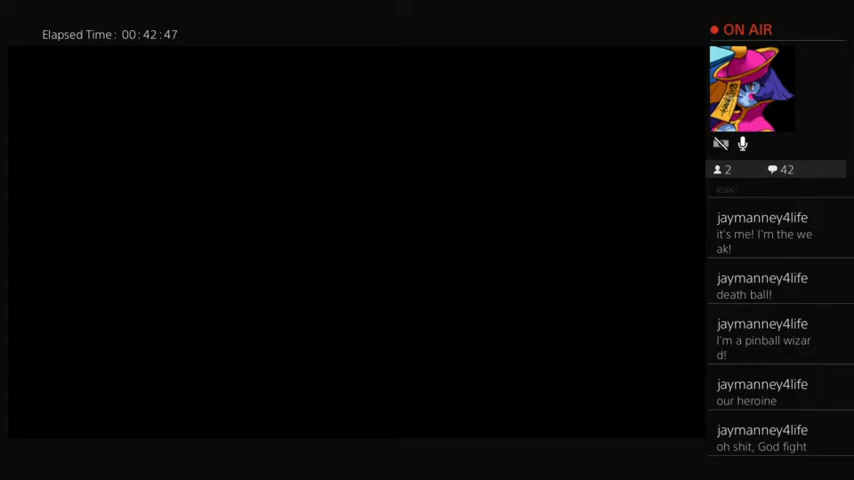 Elapsed Time: 00:42:47
ON AIR
2 42
jaymanney4life
it's me! I'm the we
ak!
jaymanney4life
death ball!
jaymanney4life
I'm a pinball wizar
d!
jaymanney4life
our heroine
jaymanney4life
oh shit, God fight